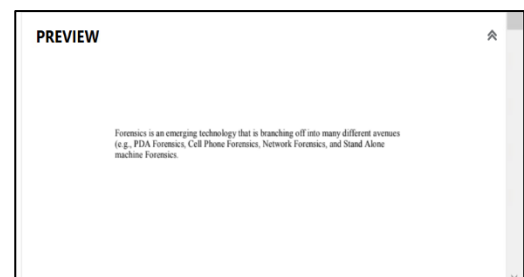 PREVIEW
Forensics is an emerging technology that is branching off into many different avenues
(e.g., PDA Forensics, Cell Phone Forensics, Network Forensics, and Stand Alone
machine Forensics.